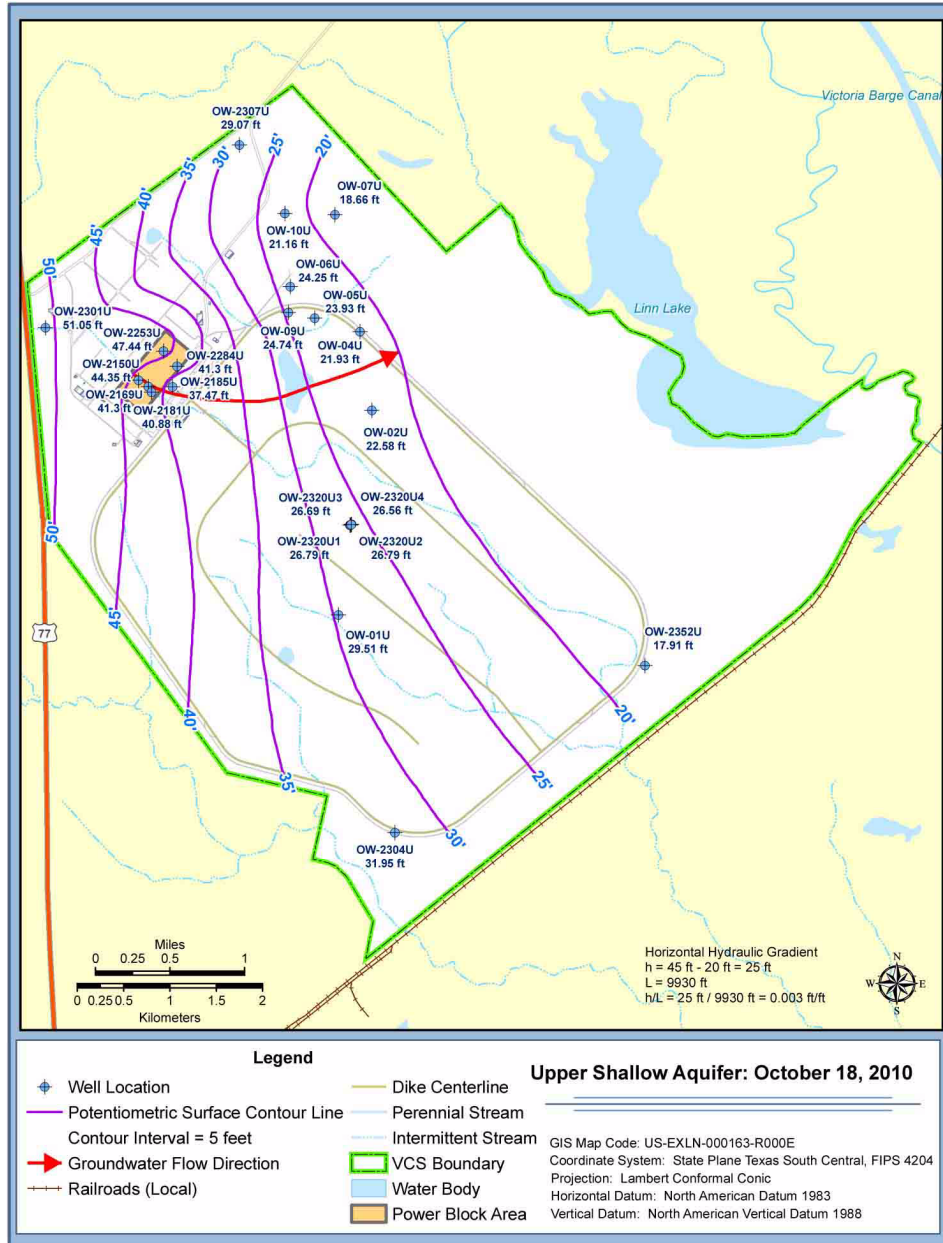 Victoria Barge Canal
OW-2307U
29.07 ft
20'
25'
30'
35'
40'
45'
50'
OW-07U
18.66 ft
OW-10U
21.16 ft
OW-06U
24.25 ft
OW-05U
23.93 ft
Linn Lake
OW-2301U
51.05 ft
OW-2253U
47.44 ft
OW-09U
24.74 ft
OW-04U
21.93 ft
OW-2284U
41.3 ft
OW-2150U
44.35 ft
OW-2185U
37.47 ft
OW-2169U
41.3 ft
OW-2181U
40.88 ft
OW-02U
22.58 ft
OW-2320U3
26.69 ft
OW-2320U4
26.56 ft
OW-2320U1
26.79 ft
OW-2320U2
26.79 ft
50'
45'
77
OW-01U
29.51 ft
OW-2352U
17.91 ft
40'
20'
35'
25'
30'
OW-2304U
31.95 ft
Miles
0 0.25 0.5 1
0 0.25 0.5 1 1.5 2
Kilometers
Horizontal Hydraulic Gradient
h = 45 ft - 20 ft = 25 ft
L = 9930 ft
h/L = 25 ft / 9930 ft = 0.003 ft/ft
N
W E
S
Legend
Well Location
Potentiometric Surface Contour Line
Contour Interval = 5 feet
Groundwater Flow Direction
Railroads (Local)
Dike Centerline
Perennial Stream
Intermittent Stream
VCS Boundary
Water Body
Power Block Area
Upper Shallow Aquifer: October 18, 2010
GIS Map Code: US-EXLN-000163-R000E
Coordinate System: State Plane Texas South Central, FIPS 4204
Projection: Lambert Conformal Conic
Horizontal Datum: North American Datum 1983
Vertical Datum: North American Vertical Datum 1988